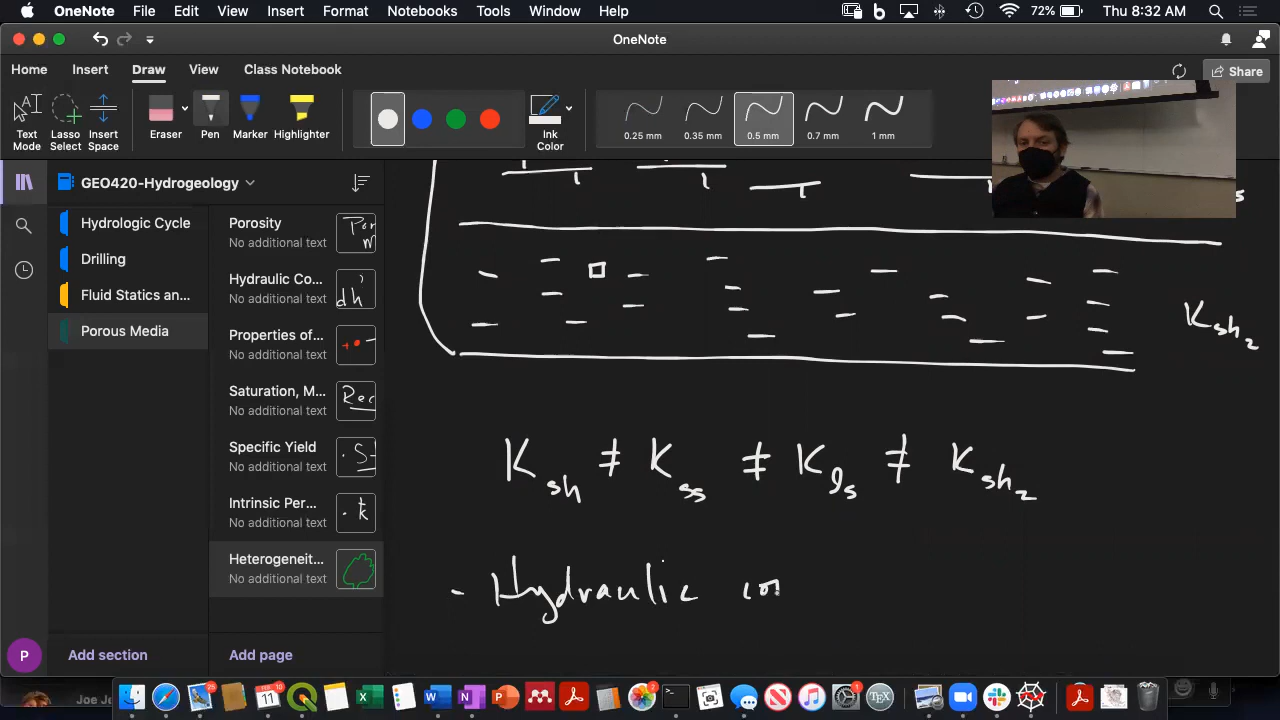 OneNote File Edit View Insert Format Notebooks Tools Window Help 72% Thu 8:32 AM
OneNote
Home Insert Draw View Class Notebook Share
Text Mode Lasso Select Insert Space Eraser Pen Marker Highlighter Ink Color 0.25 mm 0.35 mm 0.5 mm 0.7 mm 1 mm
GEO420-Hydrogeology
Hydrologic Cycle
Drilling
Fluid Statics an...
Porous Media
Porosity
No additional text
Hydraulic Co...
No additional text
dh
Properties of...
No additional text
Saturation, M...
No additional text
Rec
Specific Yield
No additional text
Intrinsic Per...
No additional text
k
Heterogeneit...
No additional text
s
Ksh2
Ksh ≠ Kss ≠ Kls ≠ Ksh2
- Hydraulic con
P Add section Add page